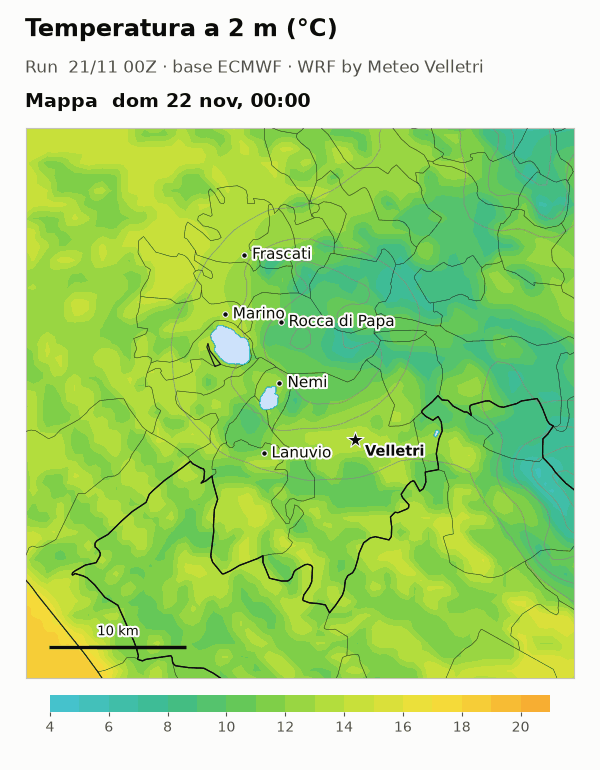 Temperatura a 2 m (°C)
Run  21/11 00Z · base ECMWF · WRF by Meteo Velletri
Mappa  dom 22 nov, 00:00
Frascati
Marino
Rocca di Papa
Nemi
Velletri
Lanuvio
10 km
4 6 8 10 12 14 16 18 20